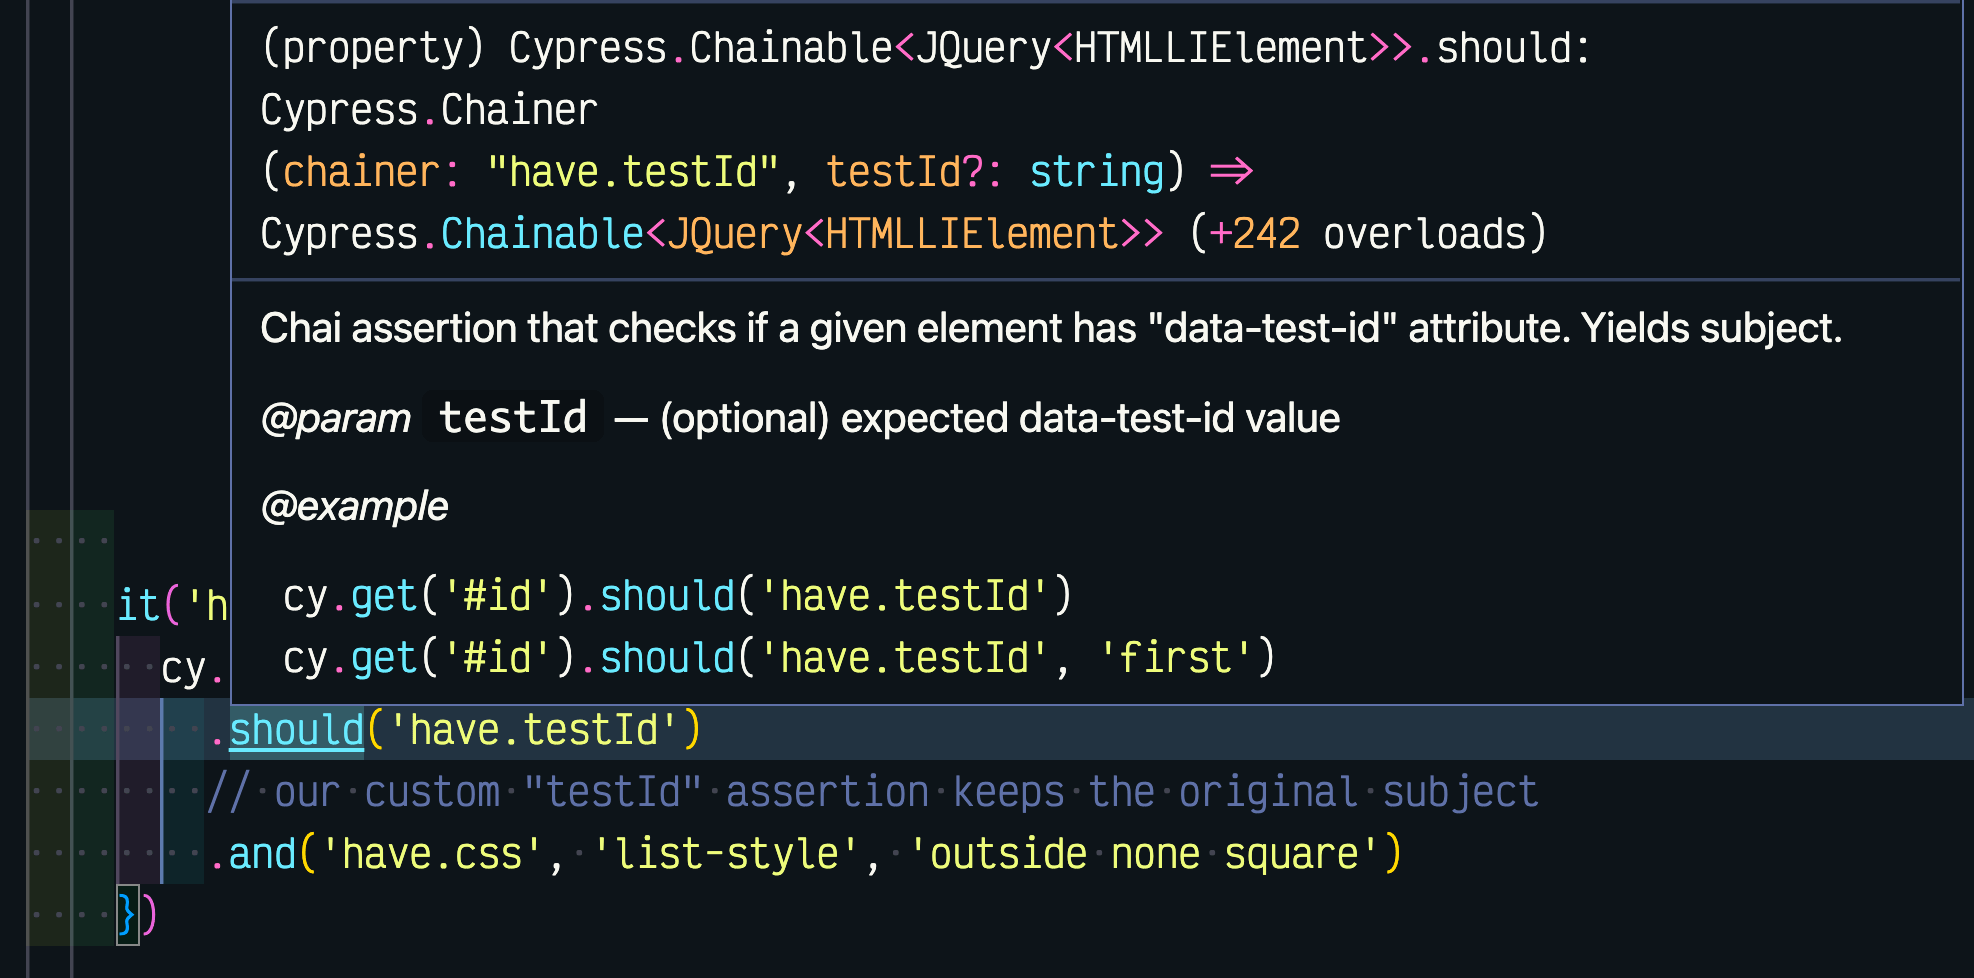 (property) Cypress.Chainable<JQuery<HTMLLIElement>>.should:
Cypress.Chainer
(chainer: "have.testId", testId?: string) =>
Cypress.Chainable<JQuery<HTMLLIElement>> (+242 overloads)
Chai assertion that checks if a given element has "data-test-id" attribute. Yields subject.
@param testId — (optional) expected data-test-id value
@example
cy.get('#id').should('have.testId')
cy.get('#id').should('have.testId', 'first')
it('h
cy.
.should('have.testId')
// our custom "testId" assertion keeps the original subject
.and('have.css', 'list-style', 'outside none square')
})